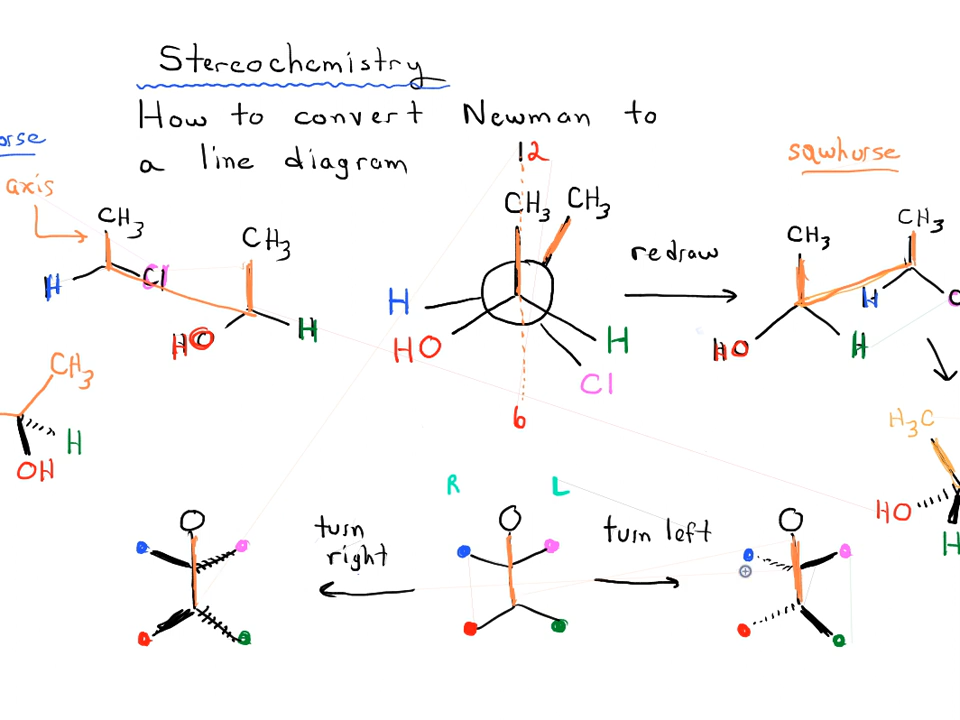 Stereochemistry
How to convert Newman to
a line diagram
axis
CH3
H
Cl
CH3
HO
H
CH3
H
OH
12
CH3
CH3
H
HO
H
Cl
6
redraw
sawhorse
CH3
CH3
H
HO
H
H3C
HO
H
R
L
turn
right
turn left